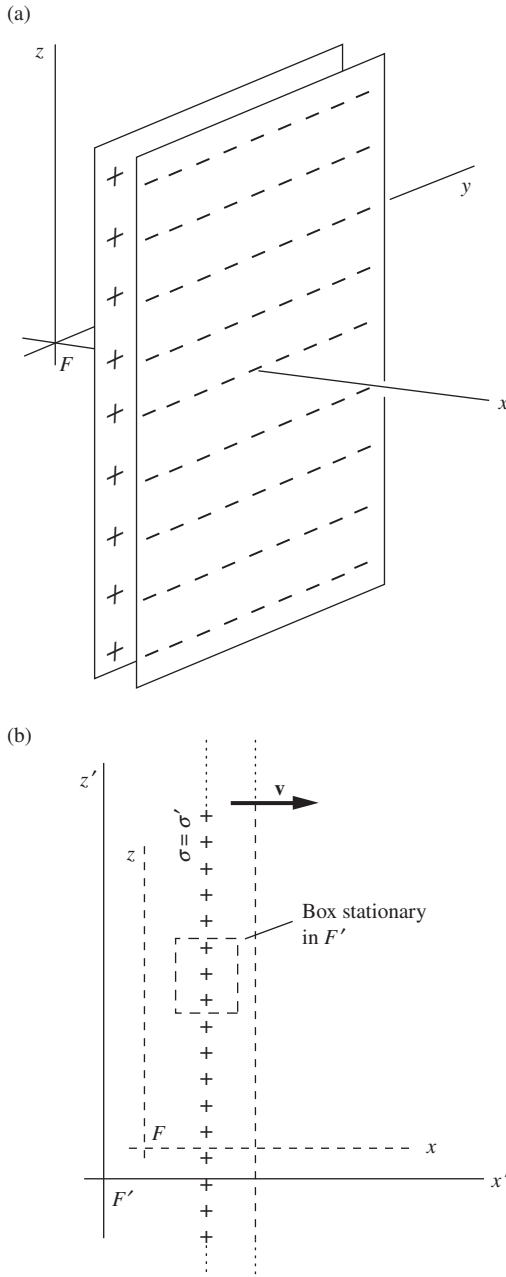 (a)
z
y
F
x
(b)
z′
v
σ = σ′
z
Box stationary
in F′
F
x
F′
x′